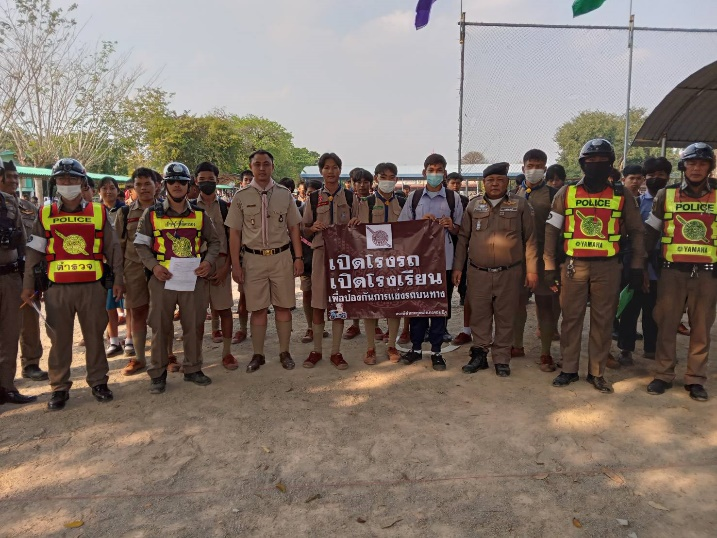 POLICE
ตำรวจ
เปิดโรงรถ
เปิดโรงเรียน
เพื่อป้องกันการแข่งรถบนทาง
POLICE
YAMAHA
POLICE
YAMAHA